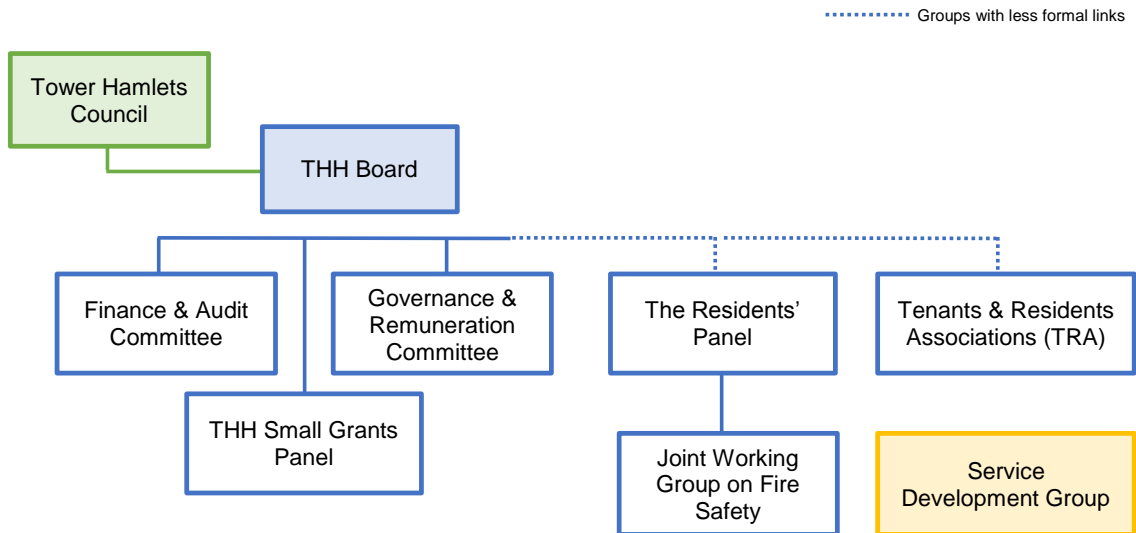 Groups with less formal links
Tower Hamlets
Council
THH Board
Finance & Audit
Committee
Governance &
Remuneration
Committee
The Residents’
Panel
Tenants & Residents
Associations (TRA)
THH Small Grants
Panel
Joint Working
Group on Fire
Safety
Service
Development Group